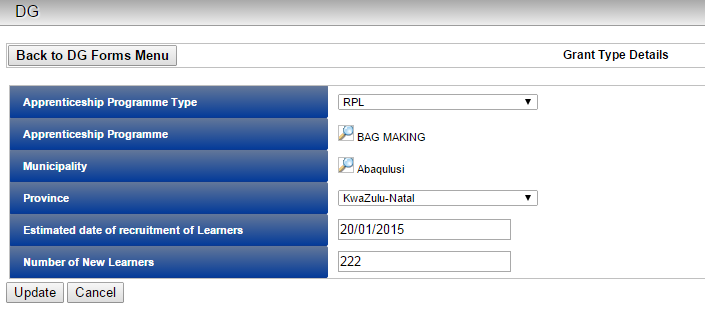 DG
Back to DG Forms Menu Grant Type Details
Apprenticeship Programme Type RPL
Apprenticeship Programme BAG MAKING
Municipality Abaqulusi
Province KwaZulu-Natal
Estimated date of recruitment of Learners 20/01/2015
Number of New Learners 222
Update Cancel